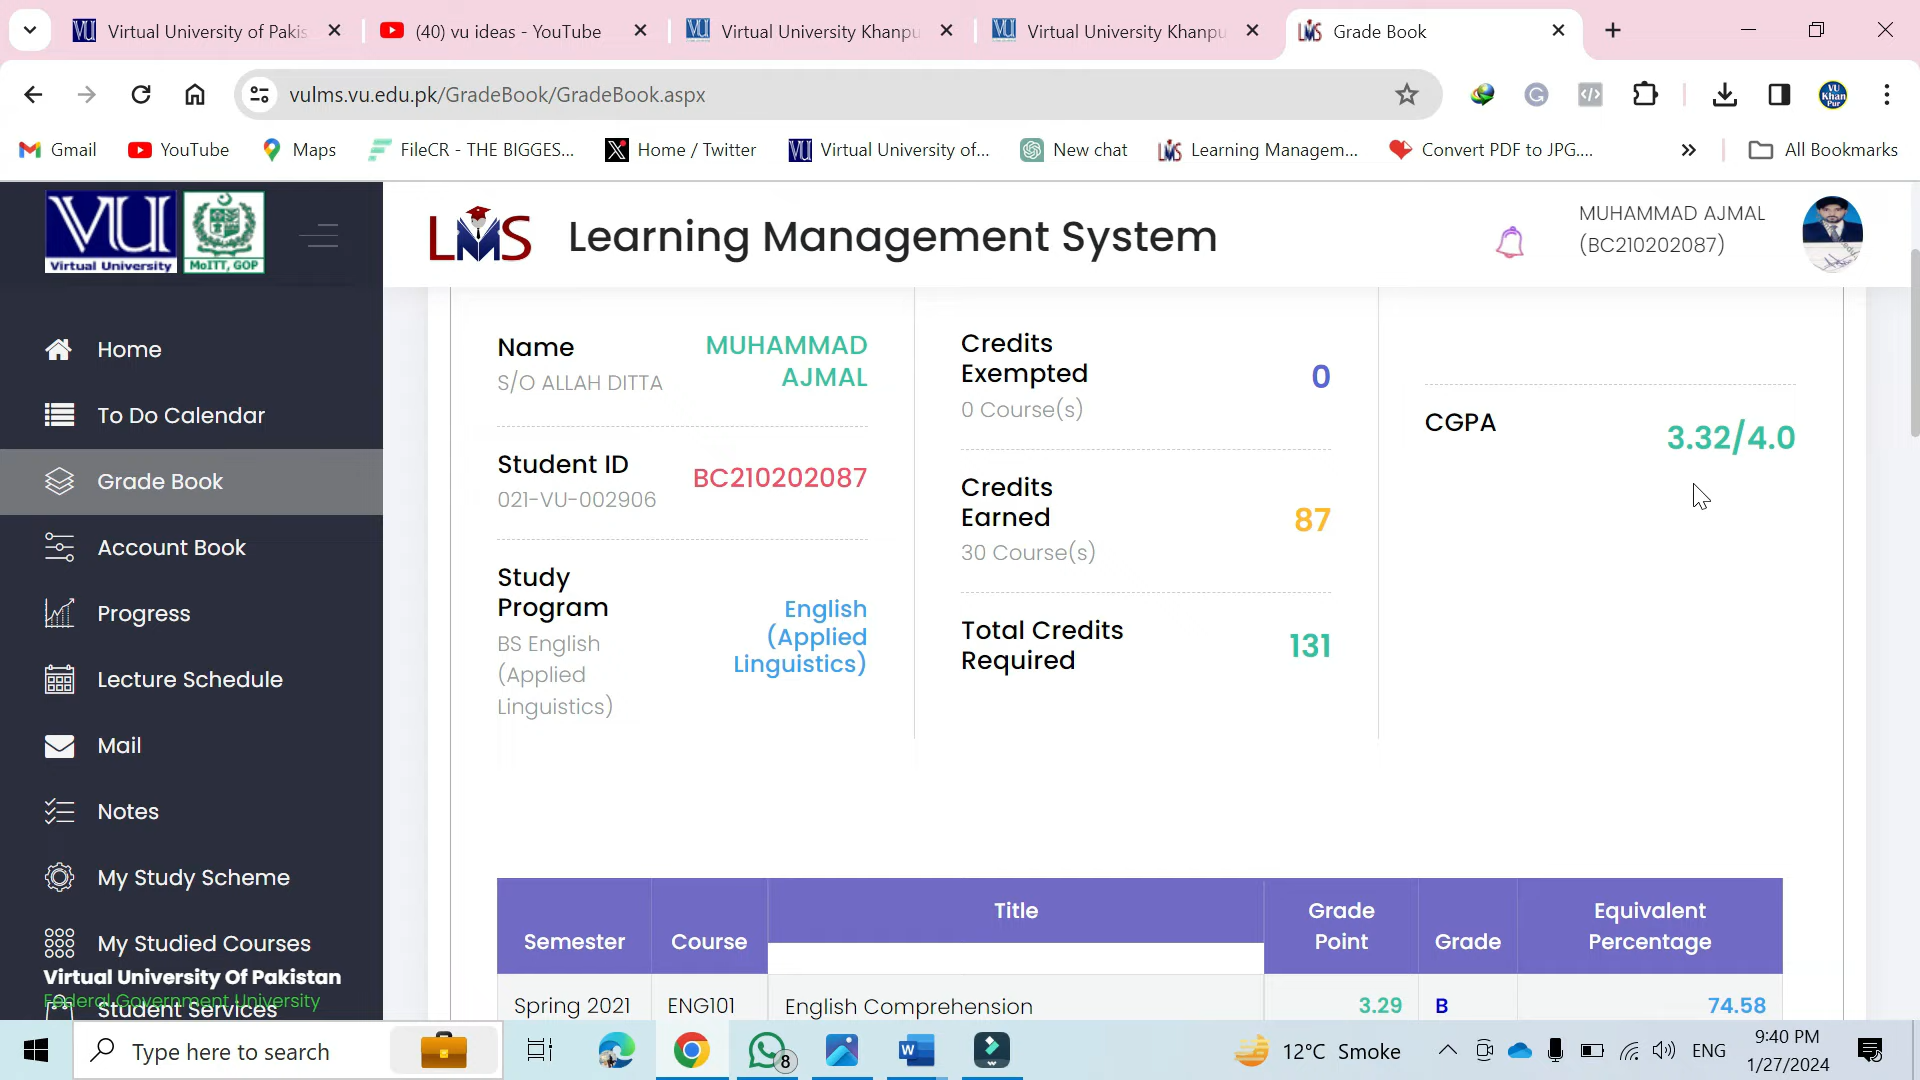 Virtual University of Pakis
(40) vu ideas - YouTube
Virtual University Khanpu
Virtual University Khanpu
LMS
Grade Book
vulms.vu.edu.pk/GradeBook/GradeBook.aspx
VU
Khan
Pur
Gmail
YouTube
Maps
FileCR - THE BIGGES...
Home / Twitter
Virtual University of...
New chat
Learning Managem...
Convert PDF to JPG....
All Bookmarks
VU
Virtual University
MoITT, GOP
LMS
Learning Management System
MUHAMMAD AJMAL
(BC210202087)
Home
To Do Calendar
Grade Book
Account Book
Progress
Lecture Schedule
Mail
Notes
My Study Scheme
My Studied Courses
Virtual University Of Pakistan
Federal Government University
Student Services
Name
S/O ALLAH DITTA
MUHAMMAD
AJMAL
Student ID
021-VU-002906
BC210202087
Study
Program
BS English
(Applied
Linguistics)
English
(Applied
Linguistics)
Credits
Exempted
0 Course(s)
0
Credits
Earned
30 Course(s)
87
Total Credits
Required
131
CGPA
3.32/4.0
Semester
Course
Title
Grade
Point
Grade
Equivalent
Percentage
Spring 2021
ENG101
English Comprehension
3.29
B
74.58
Type here to search
8
12°C Smoke
ENG
9:40 PM
1/27/2024